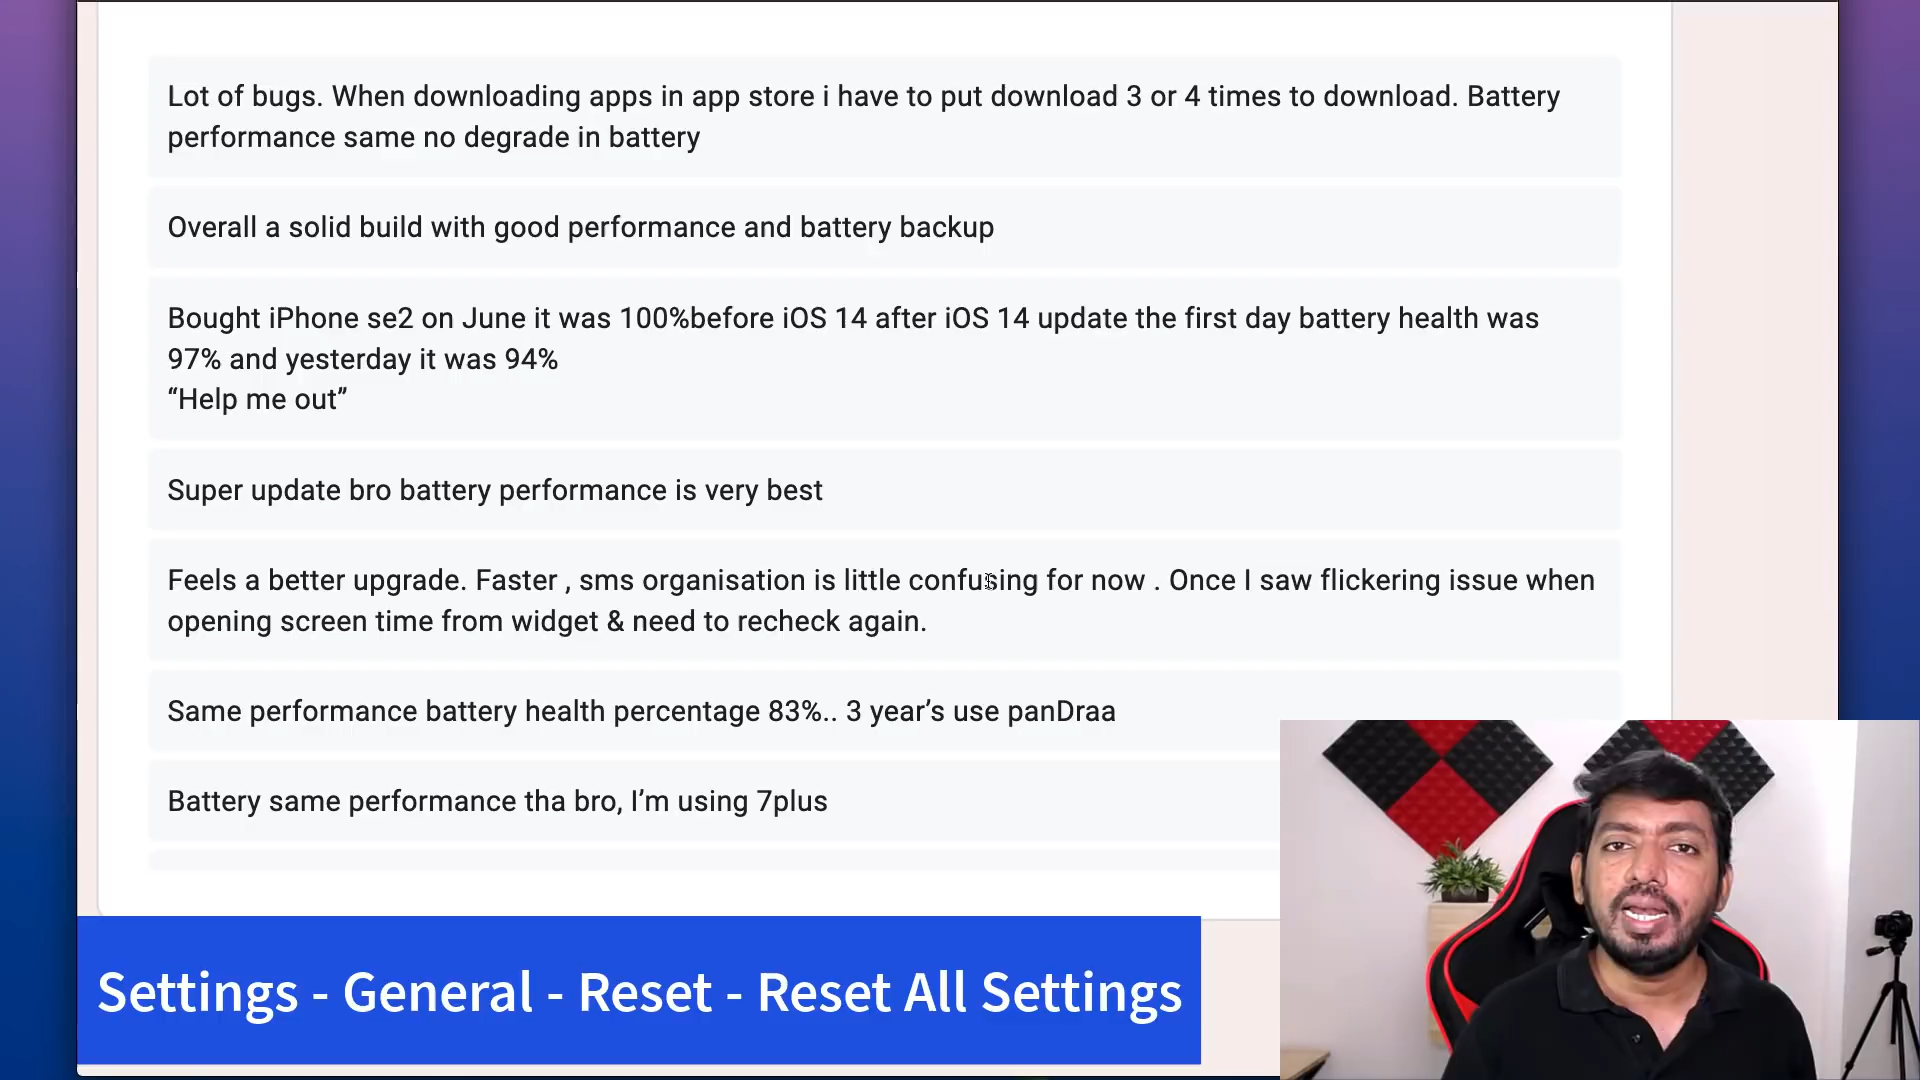 Lot of bugs. When downloading apps in app store i have to put download 3 or 4 times to download. Battery
performance same no degrade in battery
Overall a solid build with good performance and battery backup
Bought iPhone se2 on June it was 100%before iOS 14 after iOS 14 update the first day battery health was
97% and yesterday it was 94%
“Help me out”
Super update bro battery performance is very best
Feels a better upgrade. Faster , sms organisation is little confusing for now . Once I saw flickering issue when
opening screen time from widget & need to recheck again.
Same performance battery health percentage 83%.. 3 year’s use panDraa
Battery same performance tha bro, I’m using 7plus
Settings - General - Reset - Reset All Settings